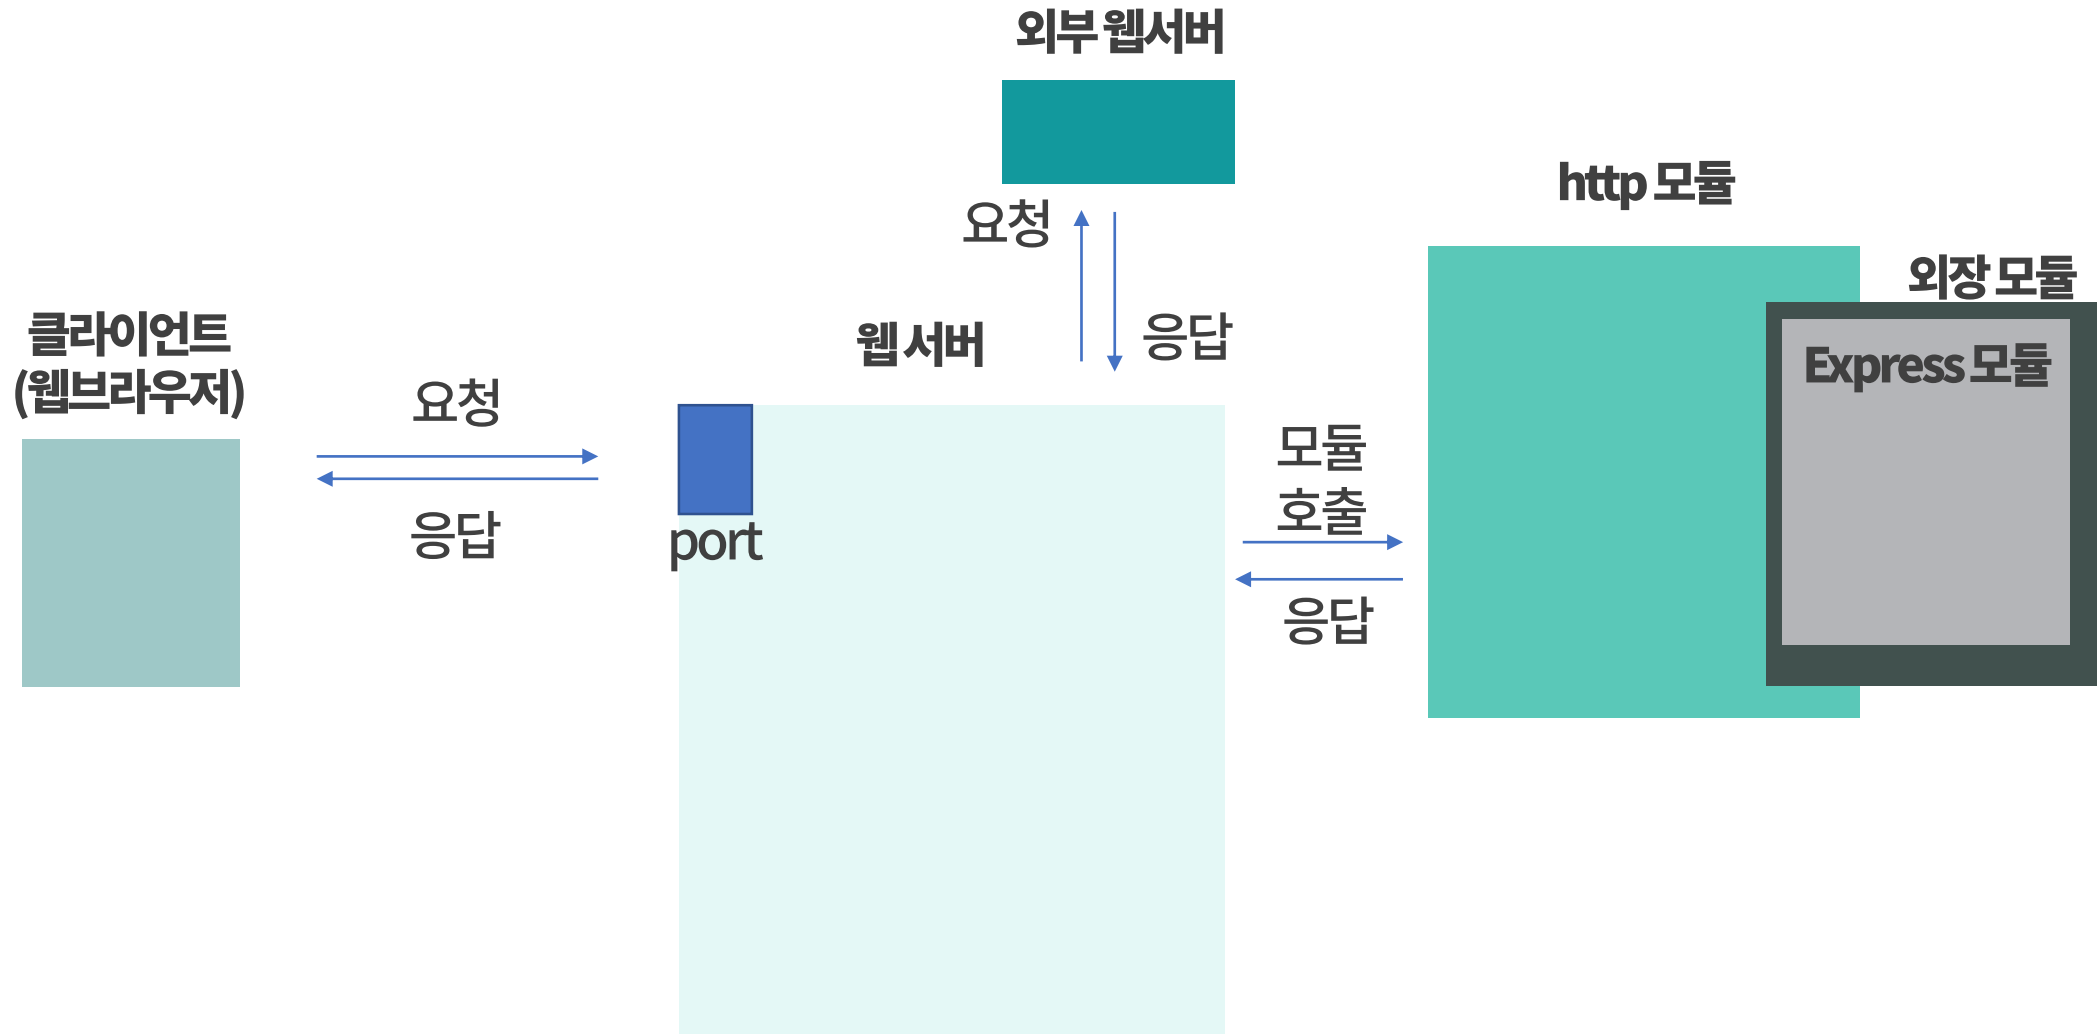 외부 웹서버
http 모듈
요청
외장 모듈
클라이언트
(웹브라우저)
웹 서버
응답
Express 모듈
요청
모듈
호출
응답
port
응답